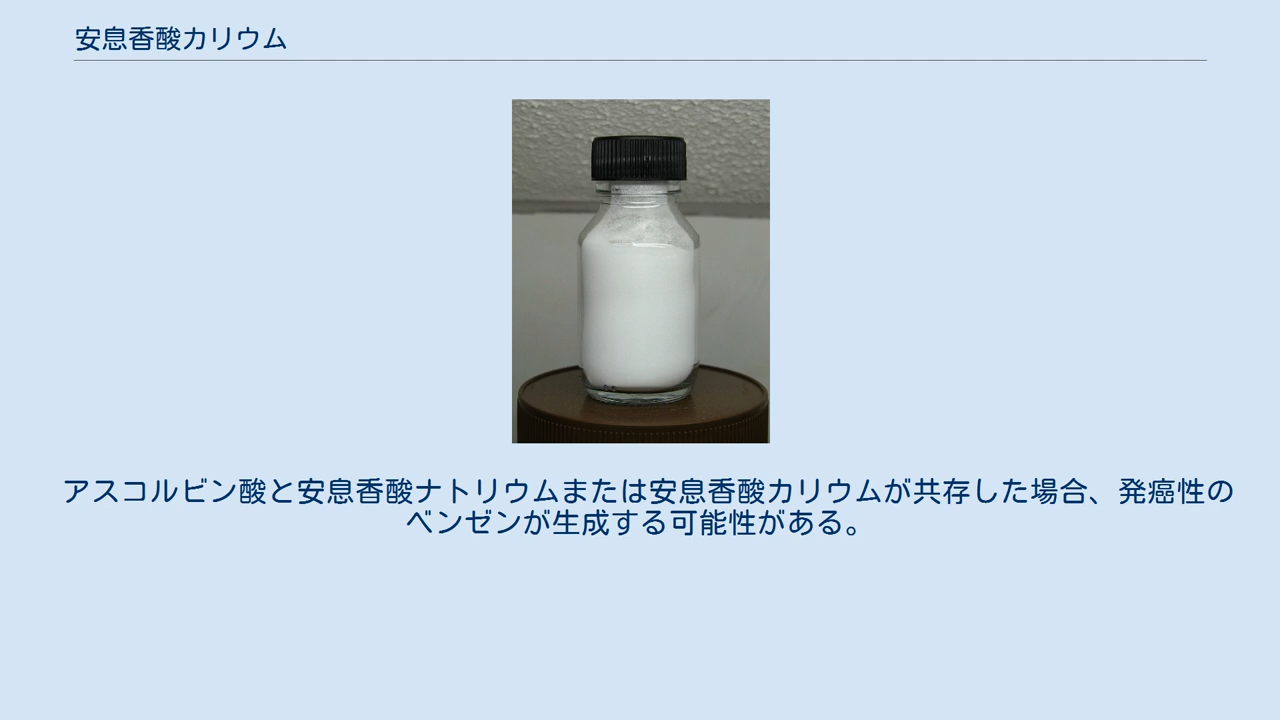 安息香酸カリウム
アスコルビン酸と安息香酸ナトリウムまたは安息香酸カリウムが共存した場合、発癌性の
ベンゼンが生成する可能性がある。